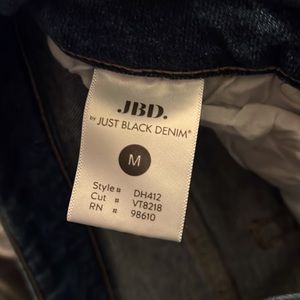 JBD.
by JUST BLACK DENIM®
M
Style # DH412
Cut # VT8218
RN # 98610